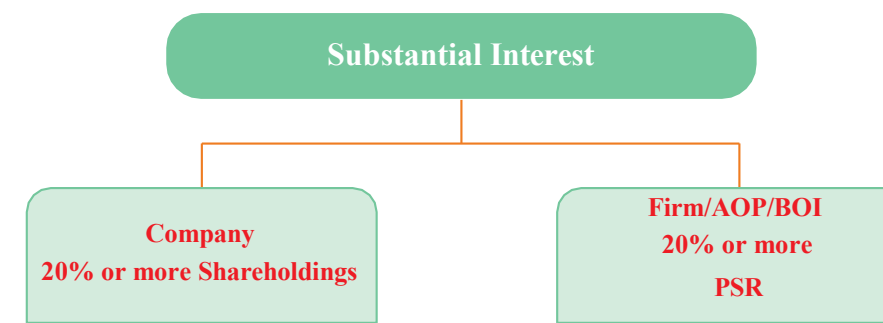 Substantial Interest
Company
20% or more Shareholdings
Firm/AOP/BOI
20% or more
PSR